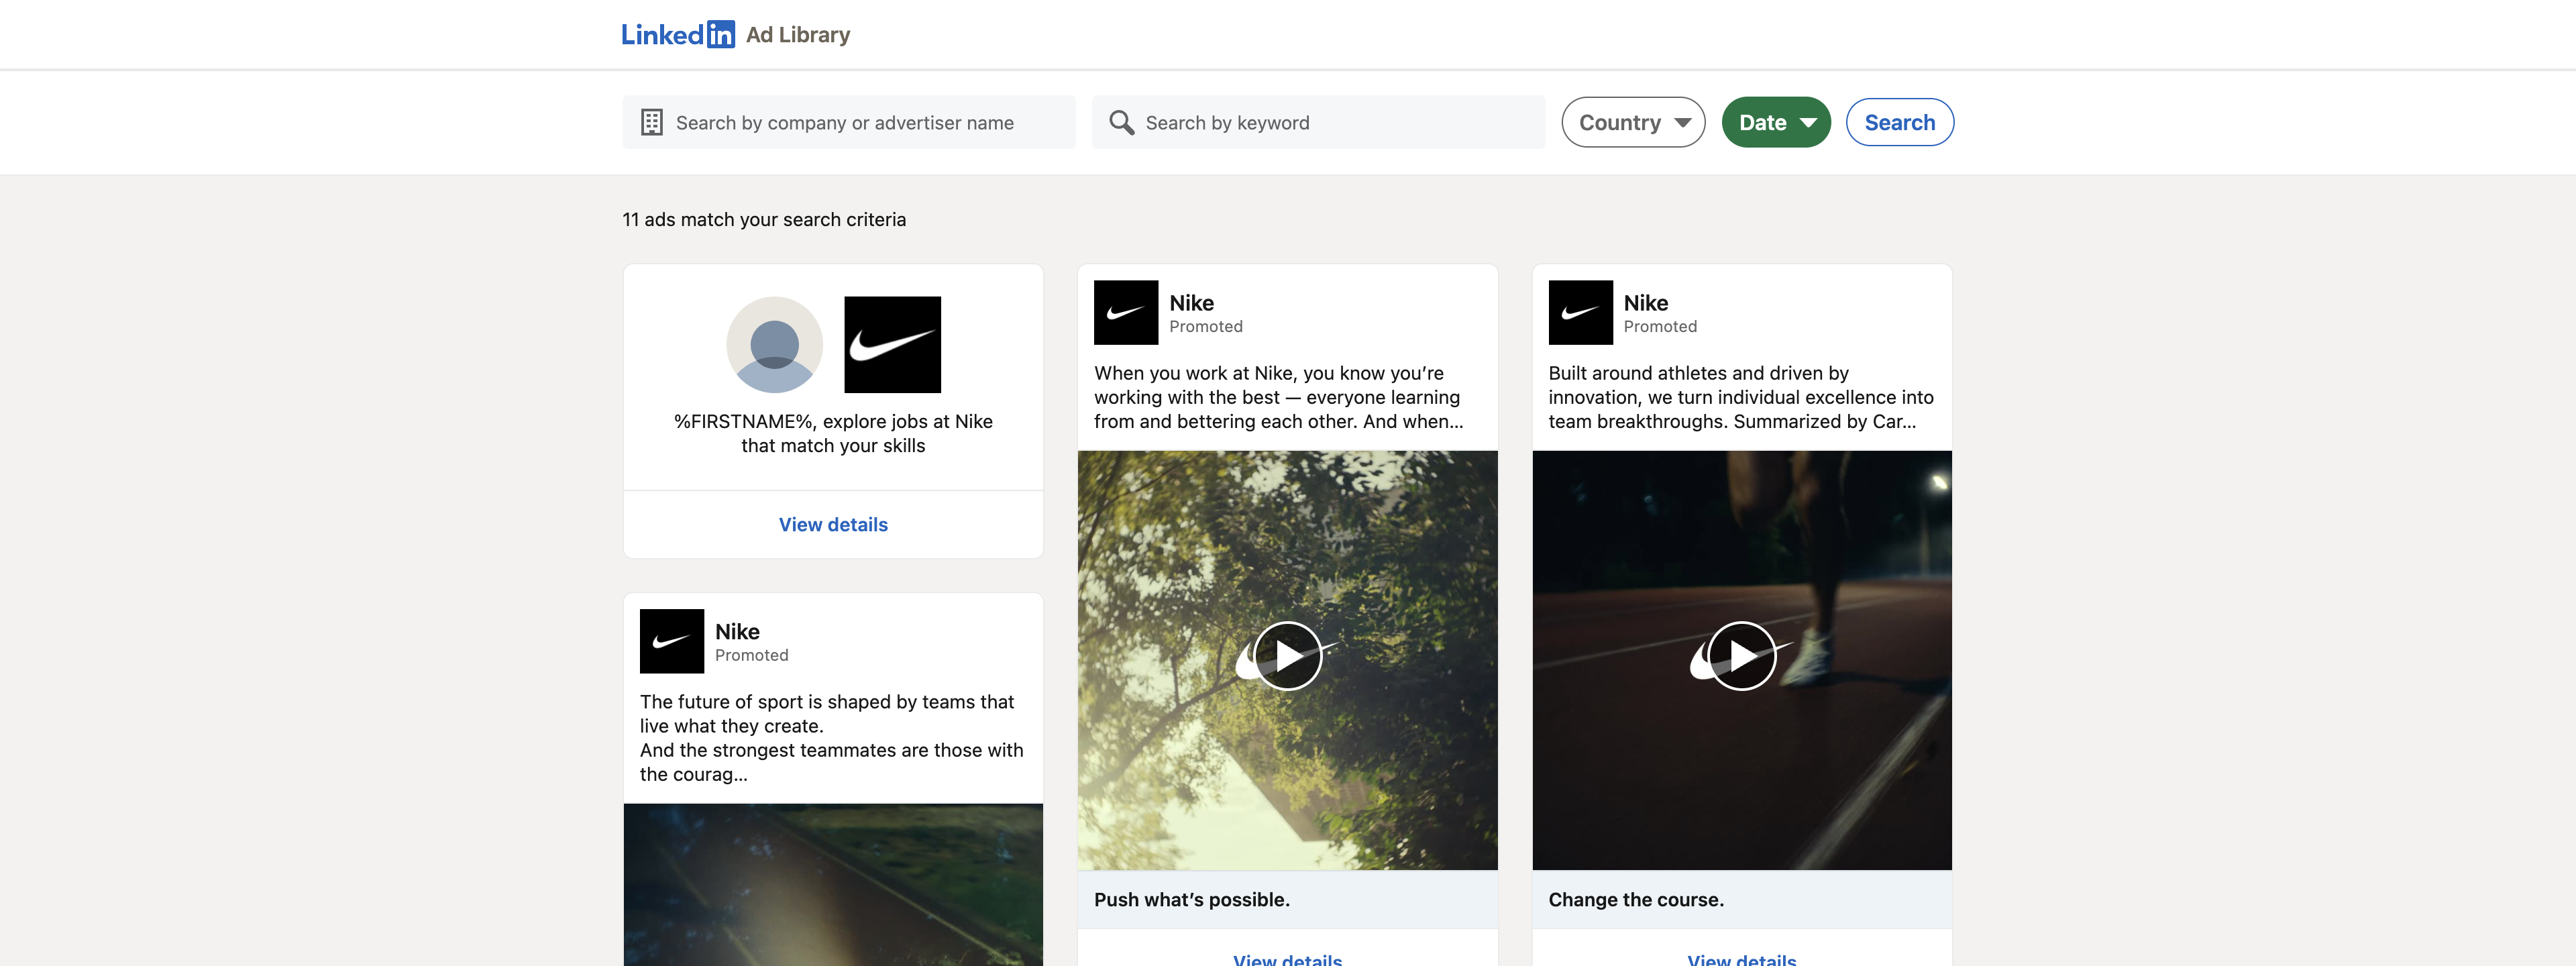 Linkedin Ad Library
Search by company or advertiser name
Search by keyword
Country
Date
Search
11 ads match your search criteria
%FIRSTNAME%, explore jobs at Nike
that match your skills
View details
Nike
Promoted
The future of sport is shaped by teams that
live what they create.
And the strongest teammates are those with
the courag...
Nike
Promoted
When you work at Nike, you know you’re
working with the best — everyone learning
from and bettering each other. And when...
Push what’s possible.
View details
Nike
Promoted
Built around athletes and driven by
innovation, we turn individual excellence into
team breakthroughs. Summarized by Car...
Change the course.
View details